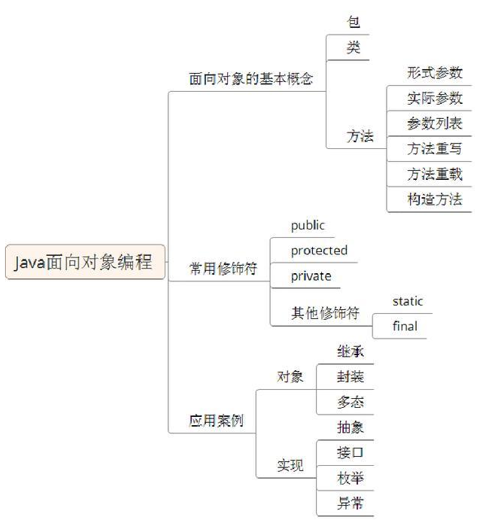 Java面向对象编程
面向对象的基本概念
包
类
方法
形式参数
实际参数
参数列表
方法重写
方法重载
构造方法
常用修饰符
public
protected
private
其他修饰符
static
final
应用案例
对象
继承
封装
多态
实现
抽象
接口
枚举
异常